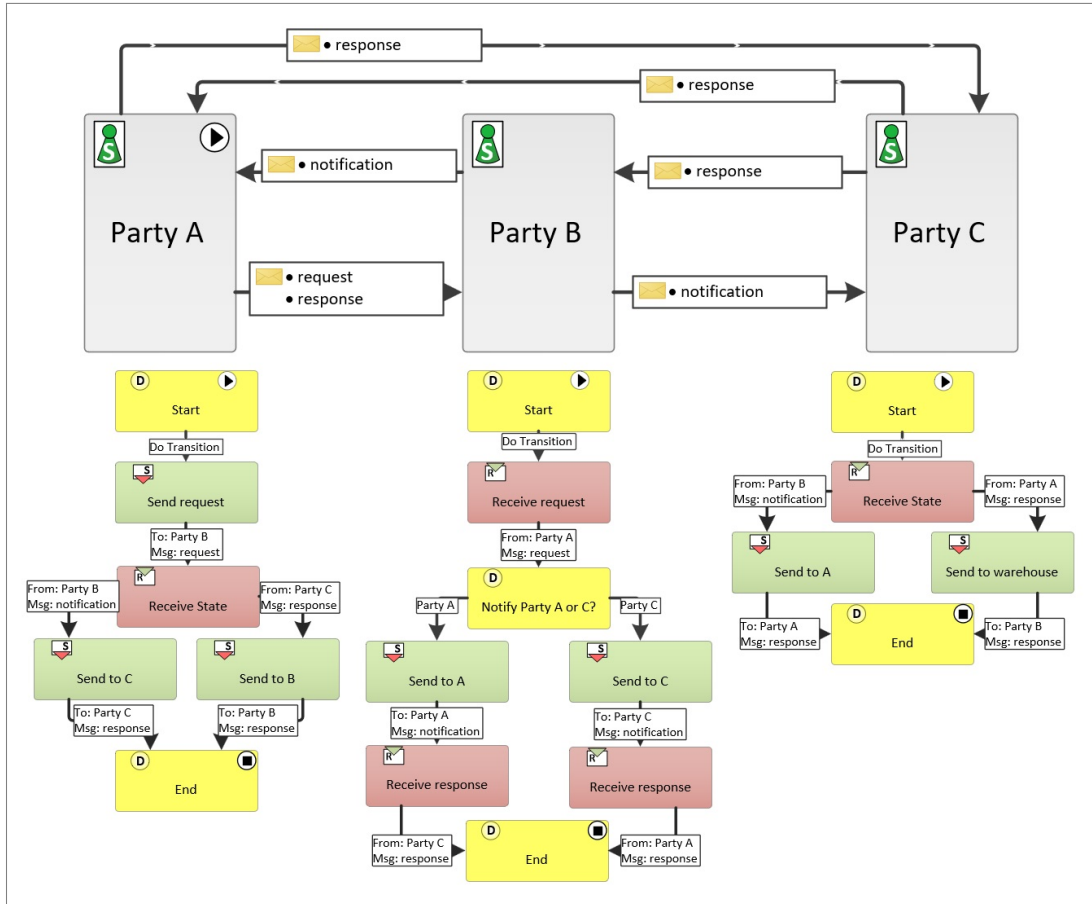 • response
• response
S
S
S
• notification
• response
Party A
Party B
Party C
• request
• response
• notification
D
Start
Do Transition
S
Send request
To: Party B
Msg: request
R
Receive State
From: Party B
Msg: notification
From: Party C
Msg: response
S
Send to C
S
Send to B
To: Party C
Msg: response
To: Party B
Msg: response
D
End
D
Start
Do Transition
R
Receive request
From: Party A
Msg: request
D
Notify Party A or C?
Party A
Party C
S
Send to A
S
Send to C
To: Party A
Msg: notification
To: Party C
Msg: notification
R
Receive response
R
Receive response
From: Party C
Msg: response
From: Party A
Msg: response
D
End
D
Start
Do Transition
R
Receive State
From: Party B
Msg: notification
From: Party A
Msg: response
S
Send to A
S
Send to warehouse
To: Party A
Msg: response
To: Party B
Msg: response
D
End